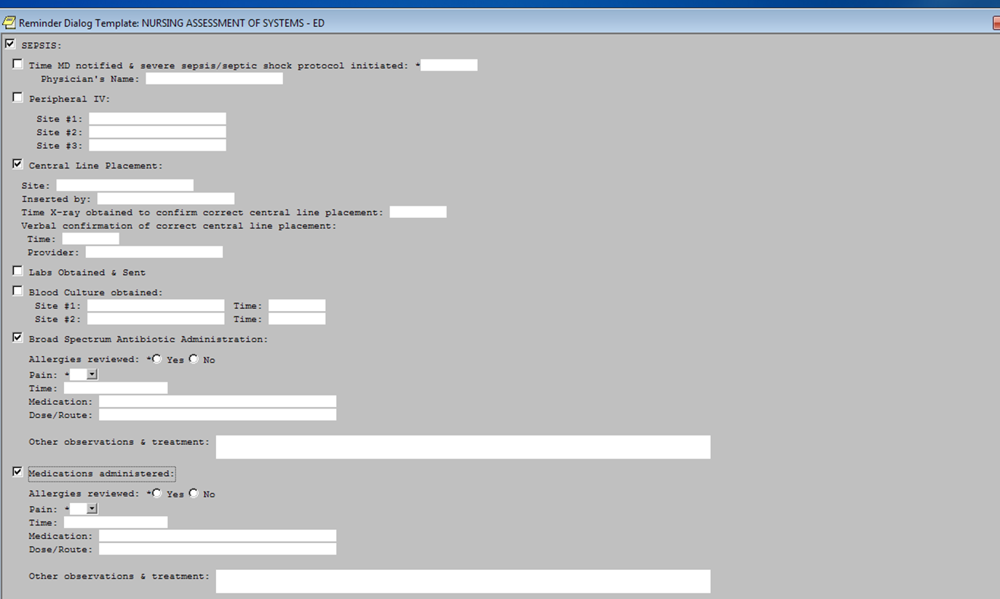 Reminder Dialog Template: NURSING ASSESSMENT OF SYSTEMS - ED
SEPSIS:
Time MD notified & severe sepsis/septic shock protocol initiated: *
Physician's Name:
Peripheral IV:
Site #1:
Site #2:
Site #3:
Central Line Placement:
Site:
Inserted by:
Time X-ray obtained to confirm correct central line placement:
Verbal confirmation of correct central line placement:
Time:
Provider:
Labs Obtained & Sent
Blood Culture obtained:
Site #1: Time:
Site #2: Time:
Broad Spectrum Antibiotic Administration:
Allergies reviewed: * Yes No
Pain: *
Time:
Medication:
Dose/Route:
Other observations & treatment:
Medications administered:
Allergies reviewed: * Yes No
Pain: *
Time:
Medication:
Dose/Route:
Other observations & treatment: